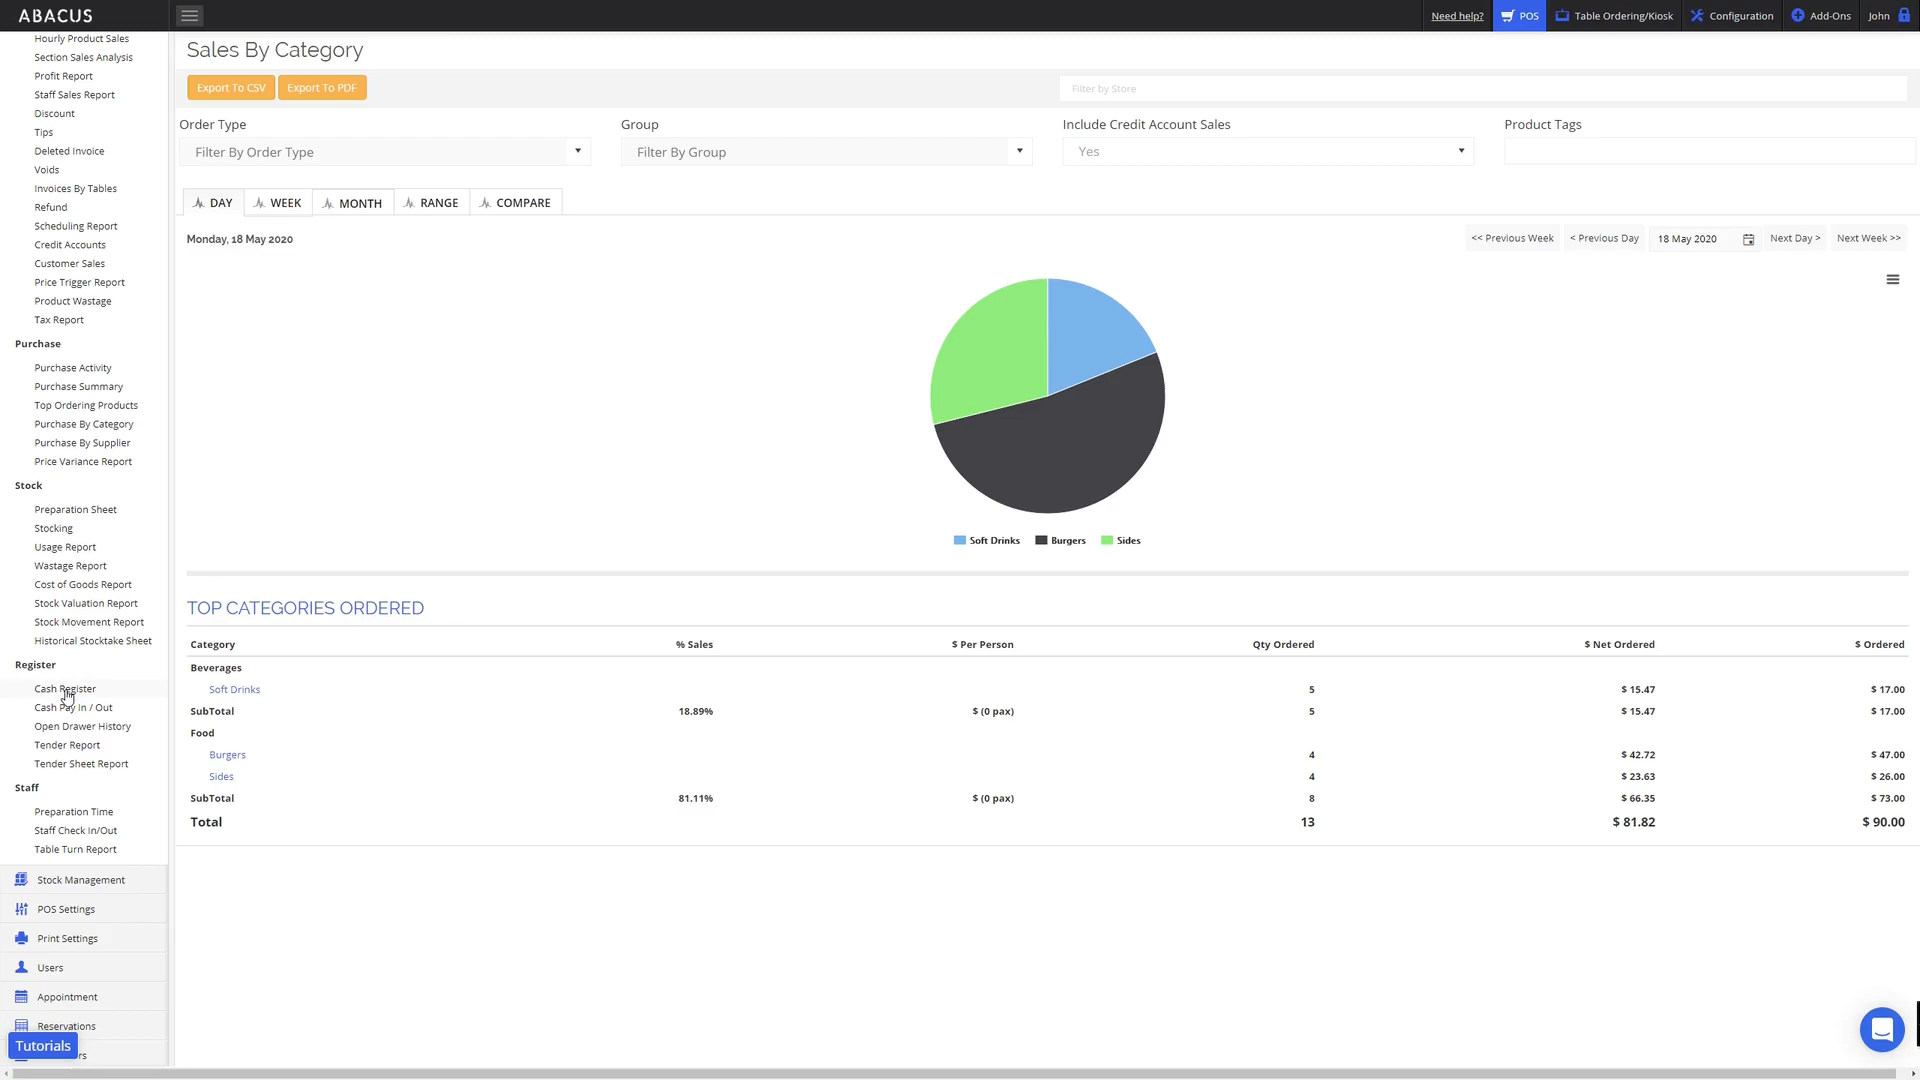 ABACUS
Need help? POS Table Ordering/Kiosk Configuration Add-Ons John
Hourly Product Sales
Section Sales Analysis
Profit Report
Staff Sales Report
Discount
Tips
Deleted Invoice
Voids
Invoices By Tables
Refund
Scheduling Report
Credit Accounts
Customer Sales
Price Trigger Report
Product Wastage
Tax Report
Purchase
Purchase Activity
Purchase Summary
Top Ordering Products
Purchase By Category
Purchase By Supplier
Price Variance Report
Stock
Preparation Sheet
Stocking
Usage Report
Wastage Report
Cost of Goods Report
Stock Valuation Report
Stock Movement Report
Historical Stocktake Sheet
Register
Cash Register
Cash Pay In / Out
Open Drawer History
Tender Report
Tender Sheet Report
Staff
Preparation Time
Staff Check In/Out
Table Turn Report
Stock Management
POS Settings
Print Settings
Users
Appointment
Reservations
Tutorials
Sales By Category
Export To CSV Export To PDF Filter by Store
Order Type Group Include Credit Account Sales Product Tags
Filter By Order Type Filter By Group Yes
DAY WEEK MONTH RANGE COMPARE
Monday, 18 May 2020 << Previous Week < Previous Day 18 May 2020 Next Day > Next Week >>
Soft Drinks Burgers Sides
TOP CATEGORIES ORDERED
Category % Sales $ Per Person Qty Ordered $ Net Ordered $ Ordered
Beverages
Soft Drinks 5 $ 15.47 $ 17.00
SubTotal 18.89% $ (0 pax) 5 $ 15.47 $ 17.00
Food
Burgers 4 $ 42.72 $ 47.00
Sides 4 $ 23.63 $ 26.00
SubTotal 81.11% $ (0 pax) 8 $ 66.35 $ 73.00
Total 13 $ 81.82 $ 90.00